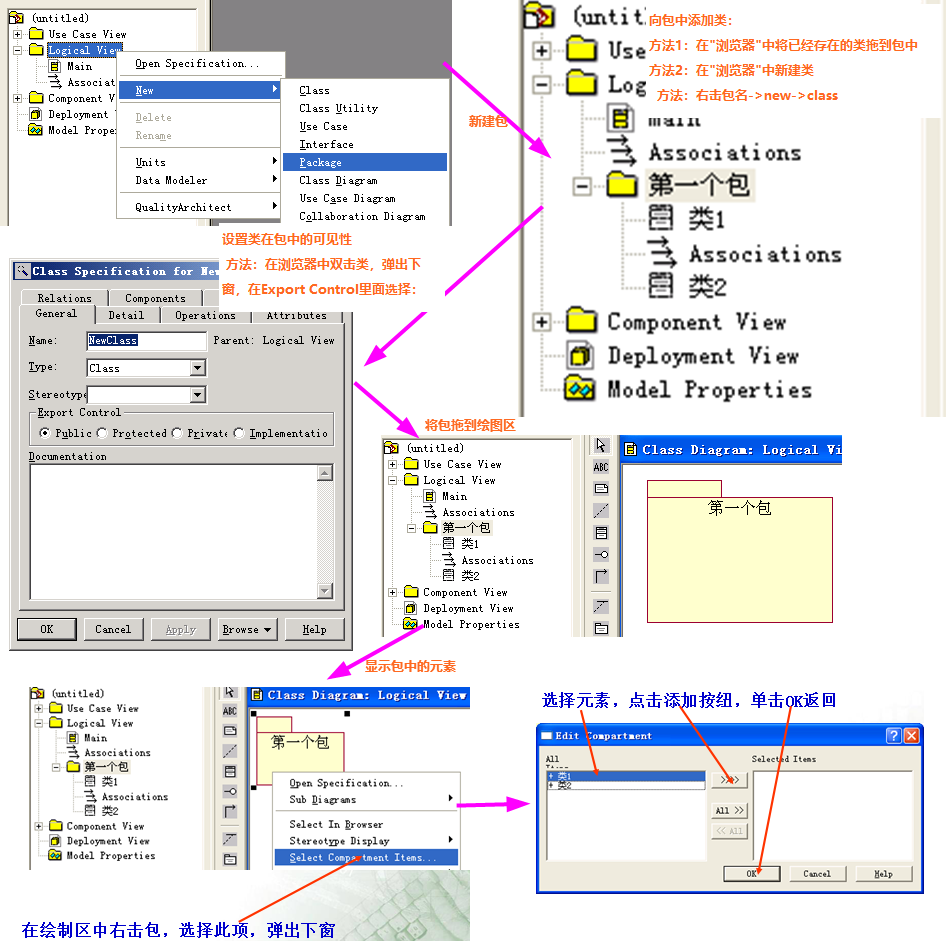 (untitled)
Use Case View
Logical View
Main
Associat
Component V
Deployment
Model Prope
Open Specification...
New
Delete
Rename
Units
Data Modeler
QualityArchitect
Class
Class Utility
Use Case
Interface
Package
Class Diagram
Use Case Diagram
Collaboration Diagram
新建包
(untit
向包中添加类：
方法1：在"浏览器"中将已经存在的类拖到包中
方法2：在"浏览器"中新建类
方法：右击包名->new->class
Use
Log
Main
Associations
第一个包
类1
Associations
类2
Component View
Deployment View
Model Properties
设置类在包中的可见性
方法：在浏览器中双击类，弹出下
窗，在Export Control里面选择：
Class Specification for New
Relations
Components
General
Detail
Operations
Attributes
Name:
NewClass
Parent: Logical View
Type:
Class
Stereotype
Export Control
Public
Protected
Private
Implementatio
Documentation
OK
Cancel
Apply
Browse
Help
将包拖到绘图区
(untitled)
Use Case View
Logical View
Main
Associations
第一个包
类1
Associations
类2
Component View
Deployment View
Model Properties
ABC
Class Diagram: Logical Vi
第一个包
显示包中的元素
(untitled)
Use Case View
Logical View
Main
Associations
第一个包
类1
Associations
类2
Component View
Deployment View
Model Properties
ABC
Class Diagram: Logical View
第一个包
Open Specification...
Sub Diagrams
Select In Browser
Stereotype Display
Select Compartment Items...
在绘制区中右击包，选择此项，弹出下窗
选择元素，点击添加按纽，单击OK返回
Edit Compartment
All
Selected Items
类1
类2
>>>>
All >>
<< All
OK
Cancel
Help